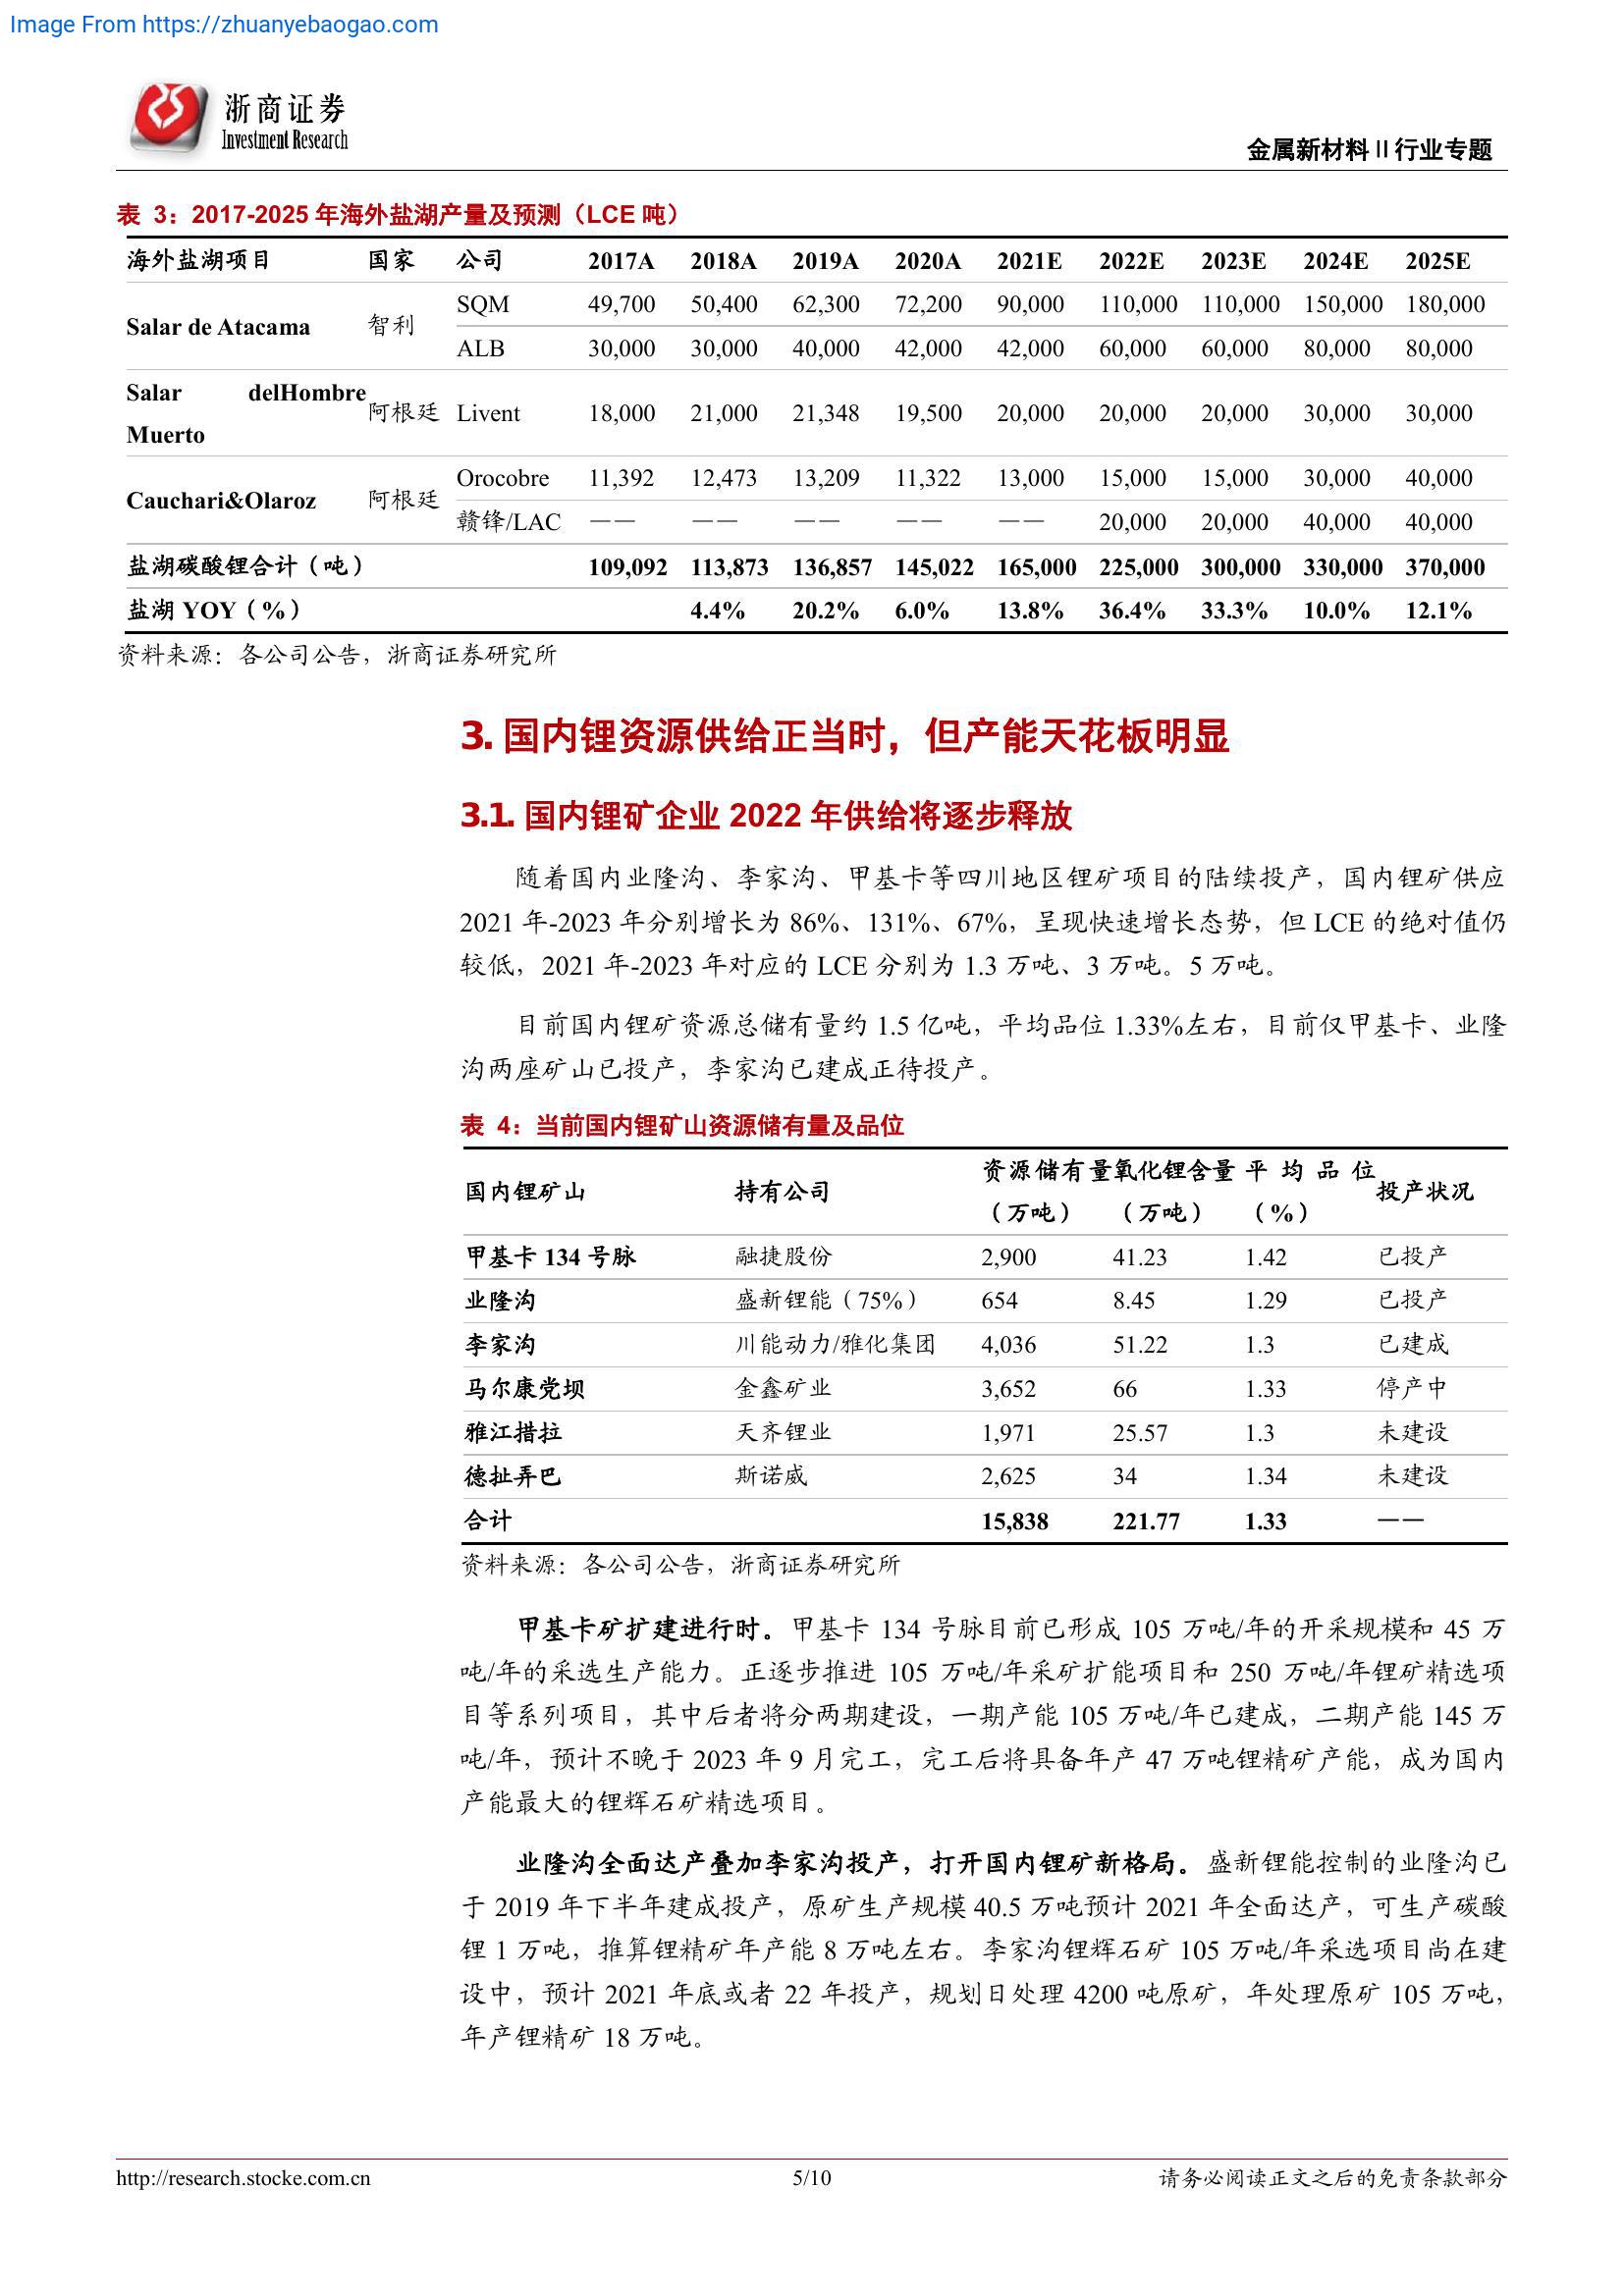 Image From https://zhuanyebaogao.com
浙商证券
Investment Research
金属新材料Ⅱ行业专题
表 3：2017-2025 年海外盐湖产量及预测（LCE 吨）
海外盐湖项目 国家 公司 2017A 2018A 2019A 2020A 2021E 2022E 2023E 2024E 2025E
Salar de Atacama 智利 SQM 49,700 50,400 62,300 72,200 90,000 110,000 110,000 150,000 180,000
ALB 30,000 30,000 40,000 42,000 42,000 60,000 60,000 80,000 80,000
Salar delHombre
Muerto 阿根廷 Livent 18,000 21,000 21,348 19,500 20,000 20,000 20,000 30,000 30,000
Cauchari&Olaroz 阿根廷 Orocobre 11,392 12,473 13,209 11,322 13,000 15,000 15,000 30,000 40,000
赣锋/LAC —— —— —— —— —— 20,000 20,000 40,000 40,000
盐湖碳酸锂合计（吨） 109,092 113,873 136,857 145,022 165,000 225,000 300,000 330,000 370,000
盐湖 YOY（%） 4.4% 20.2% 6.0% 13.8% 36.4% 33.3% 10.0% 12.1%
资料来源：各公司公告，浙商证券研究所
3. 国内锂资源供给正当时，但产能天花板明显
3.1. 国内锂矿企业 2022 年供给将逐步释放
随着国内业隆沟、李家沟、甲基卡等四川地区锂矿项目的陆续投产，国内锂矿供应
2021 年-2023 年分别增长为 86%、131%、67%，呈现快速增长态势，但 LCE 的绝对值仍
较低，2021 年-2023 年对应的 LCE 分别为 1.3 万吨、3 万吨。5 万吨。
目前国内锂矿资源总储有量约 1.5 亿吨，平均品位 1.33%左右，目前仅甲基卡、业隆
沟两座矿山已投产，李家沟已建成正待投产。
表 4：当前国内锂矿山资源储有量及品位
国内锂矿山 持有公司 资源储有量（万吨） 氧化锂含量（万吨） 平均品位（%） 投产状况
甲基卡 134 号脉 融捷股份 2,900 41.23 1.42 已投产
业隆沟 盛新锂能（75%） 654 8.45 1.29 已投产
李家沟 川能动力/雅化集团 4,036 51.22 1.3 已建成
马尔康党坝 金鑫矿业 3,652 66 1.33 停产中
雅江措拉 天齐锂业 1,971 25.57 1.3 未建设
德扯弄巴 斯诺威 2,625 34 1.34 未建设
合计 15,838 221.77 1.33 ——
资料来源：各公司公告，浙商证券研究所
甲基卡矿扩建进行时。甲基卡 134 号脉目前已形成 105 万吨/年的开采规模和 45 万
吨/年的采选生产能力。正逐步推进 105 万吨/年采矿扩能项目和 250 万吨/年锂矿精选项
目等系列项目，其中后者将分两期建设，一期产能 105 万吨/年已建成，二期产能 145 万
吨/年，预计不晚于 2023 年 9 月完工，完工后将具备年产 47 万吨锂精矿产能，成为国内
产能最大的锂辉石矿精选项目。
业隆沟全面达产叠加李家沟投产，打开国内锂矿新格局。盛新锂能控制的业隆沟已
于 2019 年下半年建成投产，原矿生产规模 40.5 万吨预计 2021 年全面达产，可生产碳酸
锂 1 万吨，推算锂精矿年产能 8 万吨左右。李家沟锂辉石矿 105 万吨/年采选项目尚在建
设中，预计 2021 年底或者 22 年投产，规划日处理 4200 吨原矿，年处理原矿 105 万吨，
年产锂精矿 18 万吨。
http://research.stocke.com.cn 5/10 请务必阅读正文之后的免责条款部分